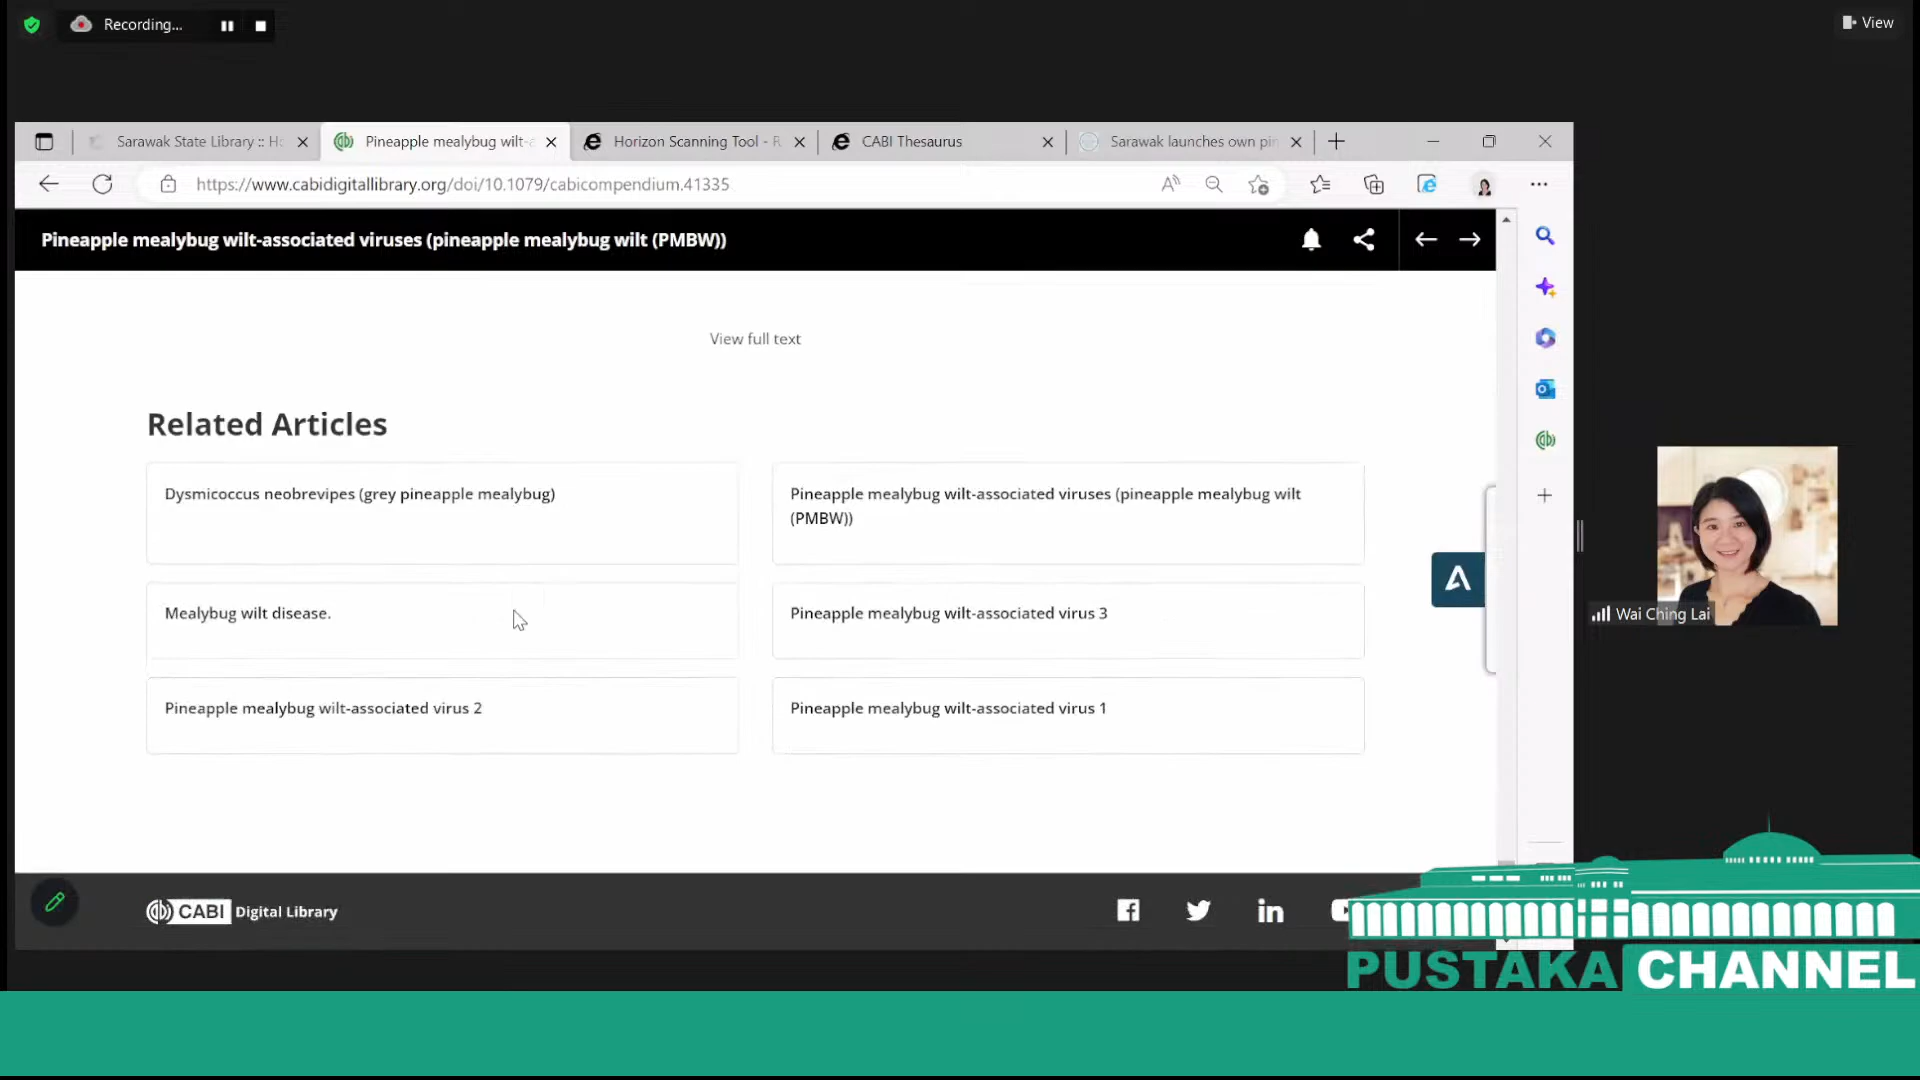 Recording...
View
Sarawak State Library :: Ho
Pineapple mealybug wilt-a
Horizon Scanning Tool - R
CABI Thesaurus
Sarawak launches own pin
https://www.cabidigitallibrary.org/doi/10.1079/cabicompendium.41335
Pineapple mealybug wilt-associated viruses (pineapple mealybug wilt (PMBW))
View full text
Related Articles
Dysmicoccus neobrevipes (grey pineapple mealybug)
Pineapple mealybug wilt-associated viruses (pineapple mealybug wilt
(PMBW))
Mealybug wilt disease.
Pineapple mealybug wilt-associated virus 3
Pineapple mealybug wilt-associated virus 2
Pineapple mealybug wilt-associated virus 1
Wai Ching Lai
CABI Digital Library
PUSTAKA CHANNEL